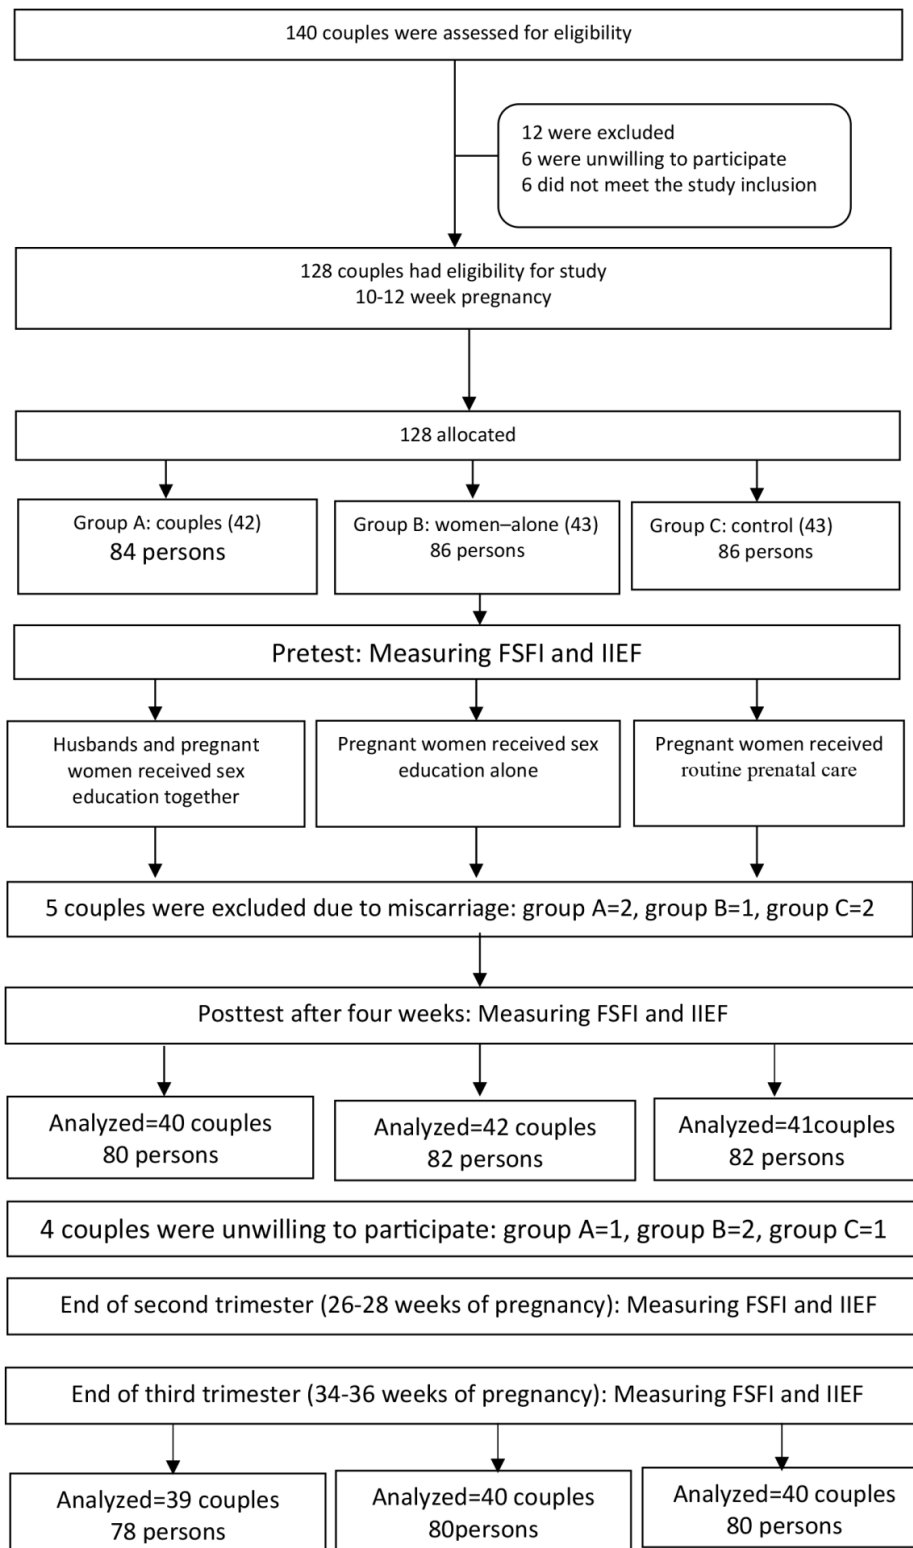 140 couples were assessed for eligibility
12 were excluded
6 were unwilling to participate
6 did not meet the study inclusion
128 couples had eligibility for study
10-12 week pregnancy
128 allocated
Group A: couples (42)
84 persons
Group B: women–alone (43)
86 persons
Group C: control (43)
86 persons
Pretest: Measuring FSFI and IIEF
Husbands and pregnant
women received sex
education together
Pregnant women received sex
education alone
Pregnant women received
routine prenatal care
5 couples were excluded due to miscarriage: group A=2, group B=1, group C=2
Posttest after four weeks: Measuring FSFI and IIEF
Analyzed=40 couples
80 persons
Analyzed=42 couples
82 persons
Analyzed=41couples
82 persons
4 couples were unwilling to participate: group A=1, group B=2, group C=1
End of second trimester (26-28 weeks of pregnancy): Measuring FSFI and IIEF
End of third trimester (34-36 weeks of pregnancy): Measuring FSFI and IIEF
Analyzed=39 couples
78 persons
Analyzed=40 couples
80persons
Analyzed=40 couples
80 persons